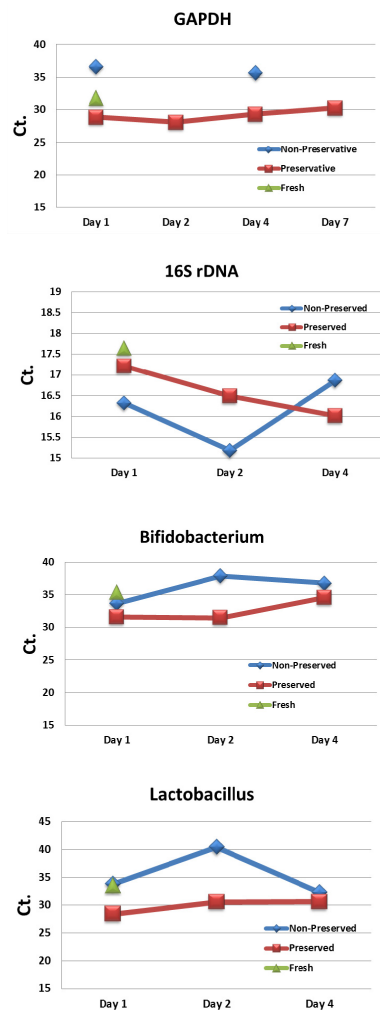 GAPDH
40
35
30
25
20
15
Ct.
Non-Preservative
Preservative
Fresh
Day 1 Day 2 Day 4 Day 7
16S rDNA
19
18.5
18
17.5
17
16.5
16
15.5
15
Ct.
Non-Preserved
Preserved
Fresh
Day 1 Day 2 Day 4
Bifidobacterium
40
35
30
25
20
15
Ct.
Non-Preserved
Preserved
Fresh
Day 1 Day 2 Day 4
Lactobacillus
45
40
35
30
25
20
15
Ct.
Non-Preserved
Preserved
Fresh
Day 1 Day 2 Day 4